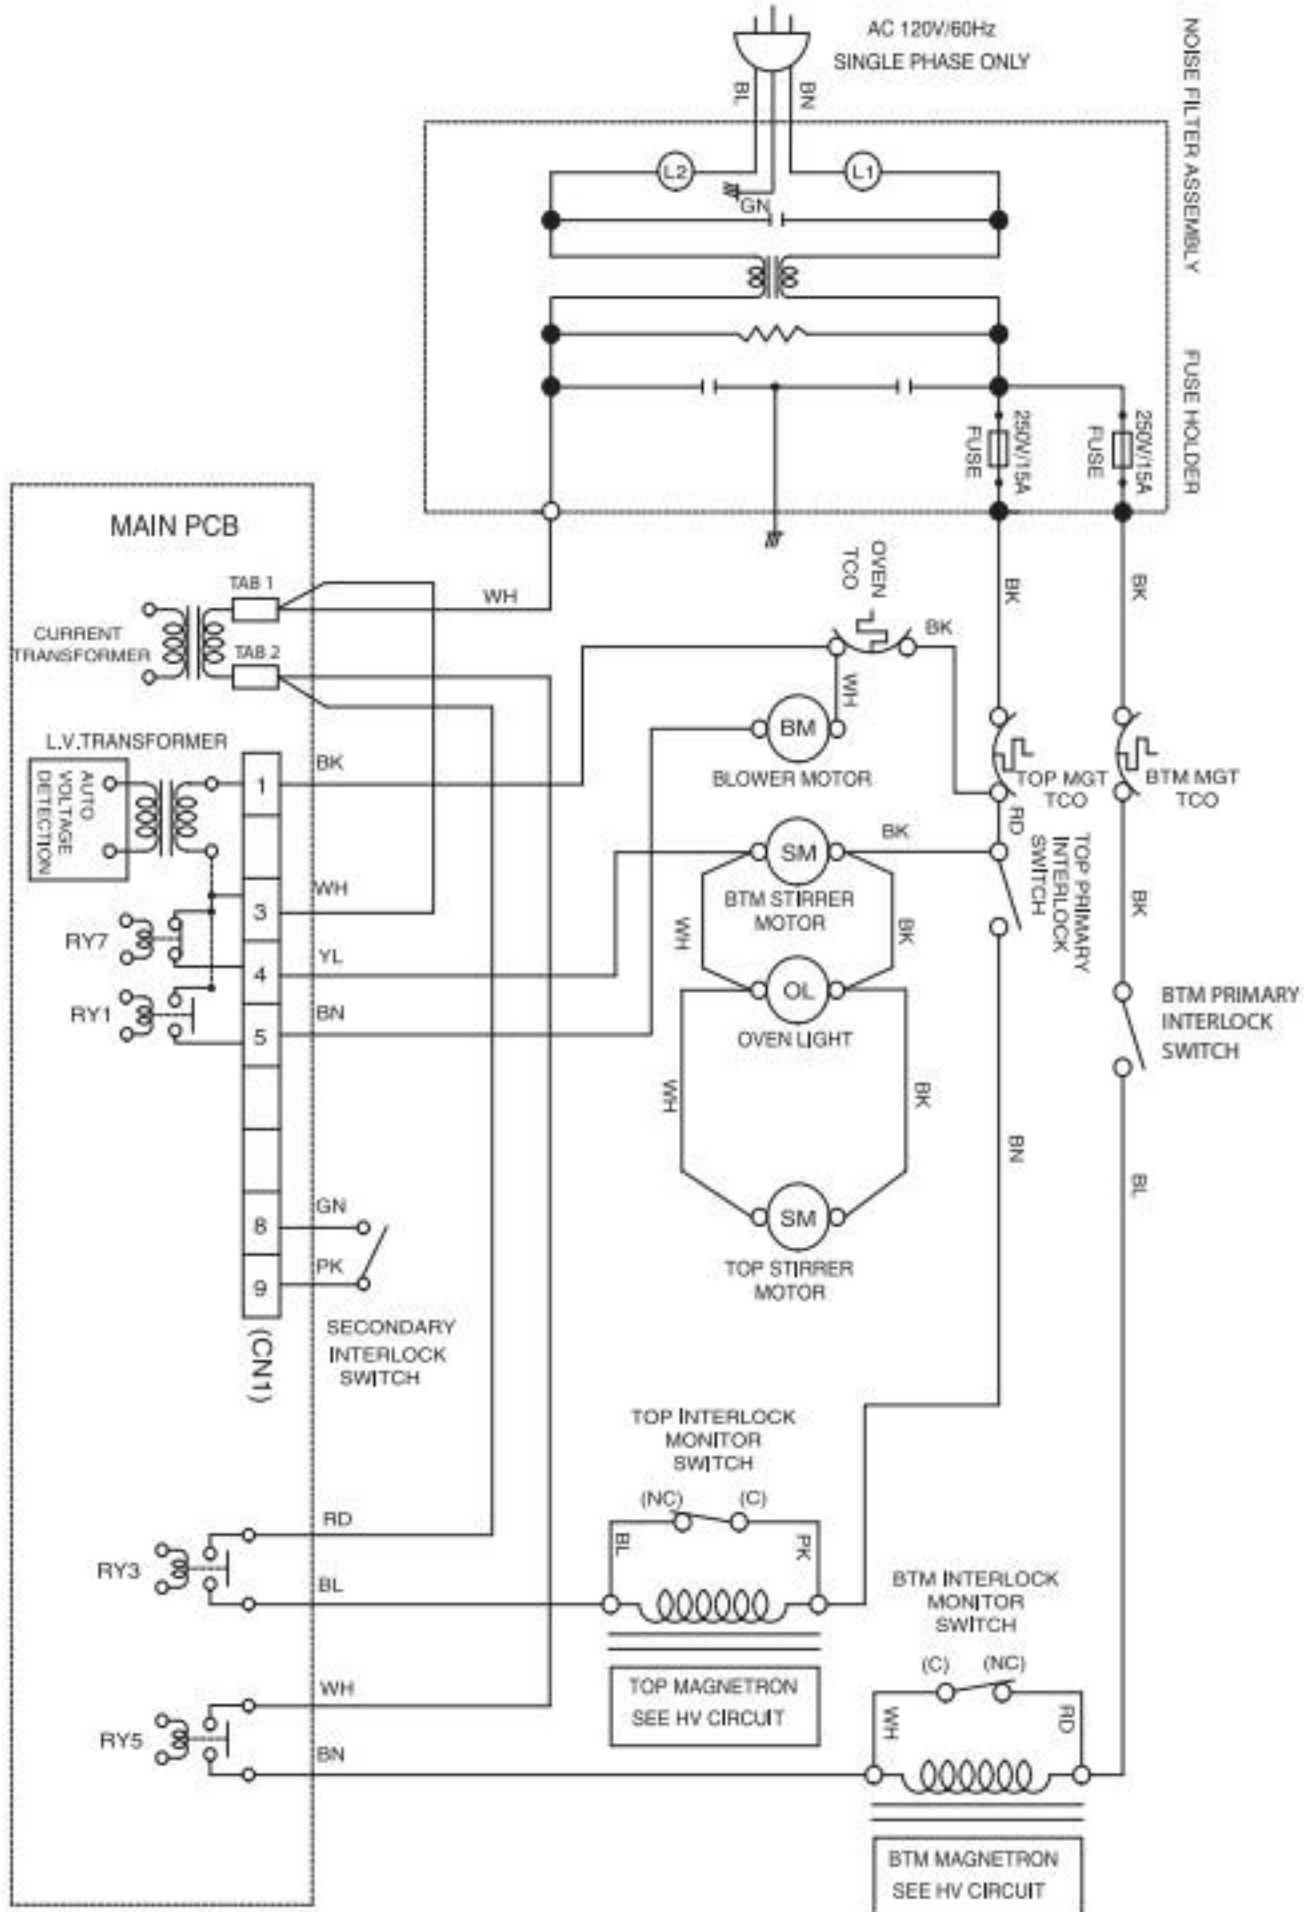 AC 120V/60Hz
SINGLE PHASE ONLY
BL
BN
NOISE FILTER ASSEMBLY
L2
L1
GN
FUSE HOLDER
250V/15A
FUSE
250V/15A
FUSE
MAIN PCB
TAB 1
WH
CURRENT
TRANSFORMER
TAB 2
OVEN
TCO
BK
BK
BK
WH
BM
BLOWER MOTOR
TOP MGT
TCO
BTM MGT
TCO
L.V.TRANSFORMER
AUTO
VOLTAGE
DETECTION
1
BK
RD
BK
SM
BTM STIRRER
MOTOR
TOP PRIMARY
INTERLOCK
SWITCH
BK
WH
3
RY7
YL
4
WH
BK
OL
OVEN LIGHT
BN
5
RY1
BTM PRIMARY
INTERLOCK
SWITCH
WH
BK
BN
BL
GN
8
PK
9
(CN1)
SECONDARY
INTERLOCK
SWITCH
SM
TOP STIRRER
MOTOR
TOP INTERLOCK
MONITOR
SWITCH
(NC)
(C)
BL
PK
RD
RY3
BL
TOP MAGNETRON
SEE HV CIRCUIT
BTM INTERLOCK
MONITOR
SWITCH
(C)
(NC)
WH
RD
WH
RY5
BN
BTM MAGNETRON
SEE HV CIRCUIT